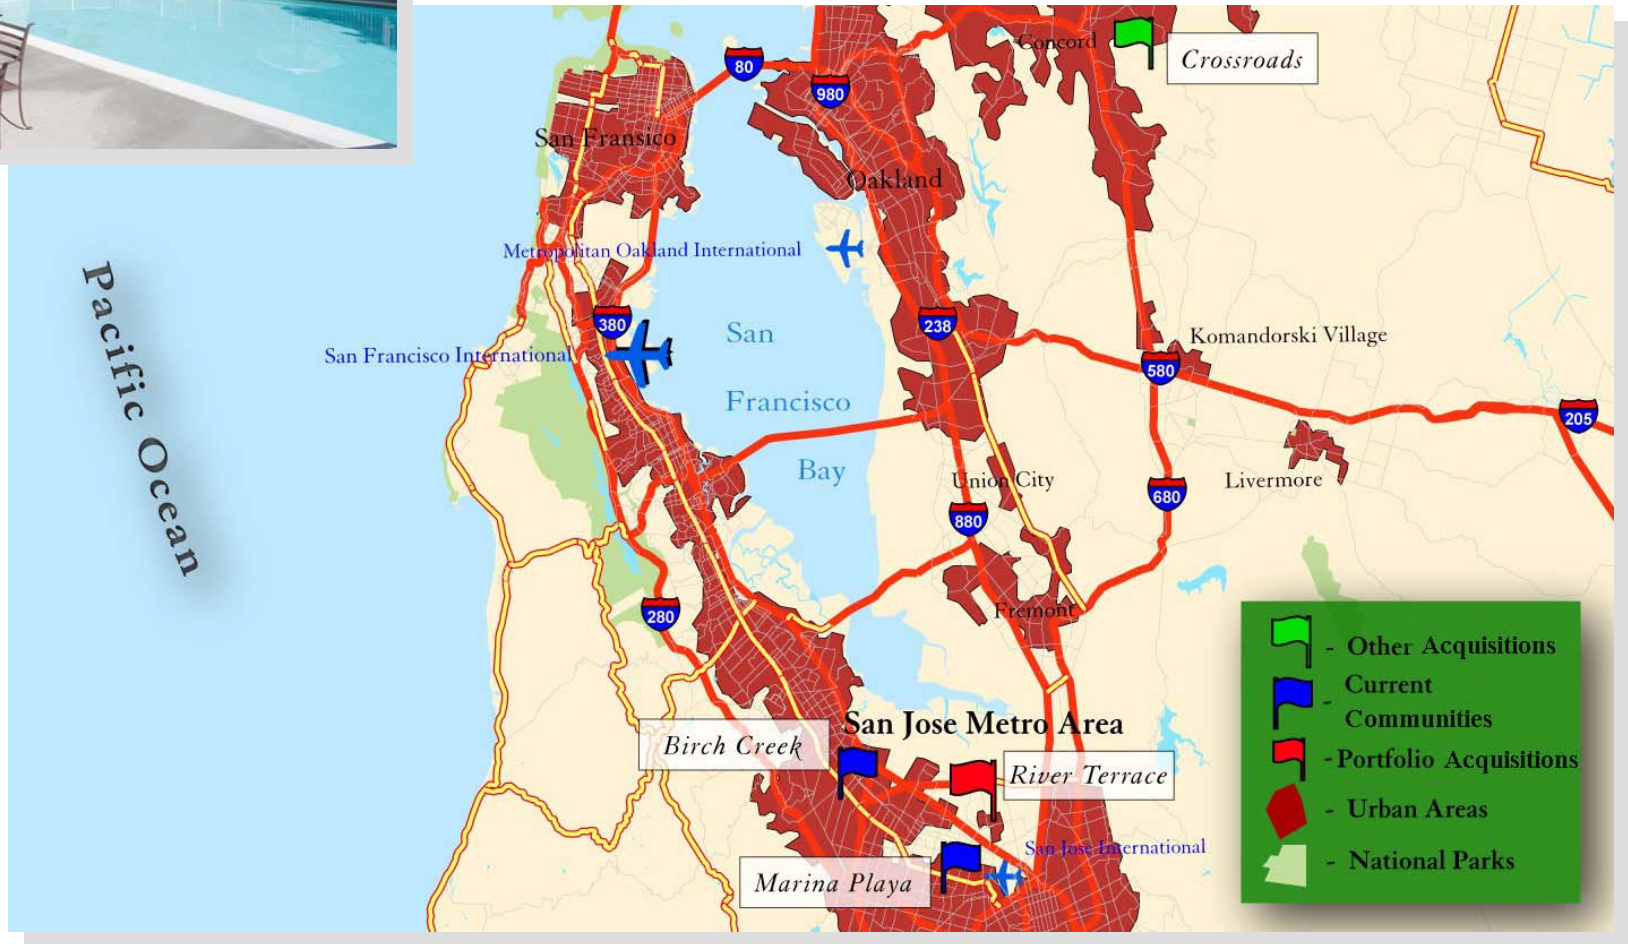 Concord
Crossroads
80
980
San Fransico
Oakland
Metropolitan Oakland International
Pacific Ocean
380
238
San
Francisco
Bay
Komandorski Village
San Francisco International
580
205
Union City
Livermore
680
880
Fremont
280
- Other Acquisitions
- Current
Communities
- Portfolio Acquisitions
- Urban Areas
- National Parks
San Jose Metro Area
Birch Creek
River Terrace
San Jose International
Marina Playa